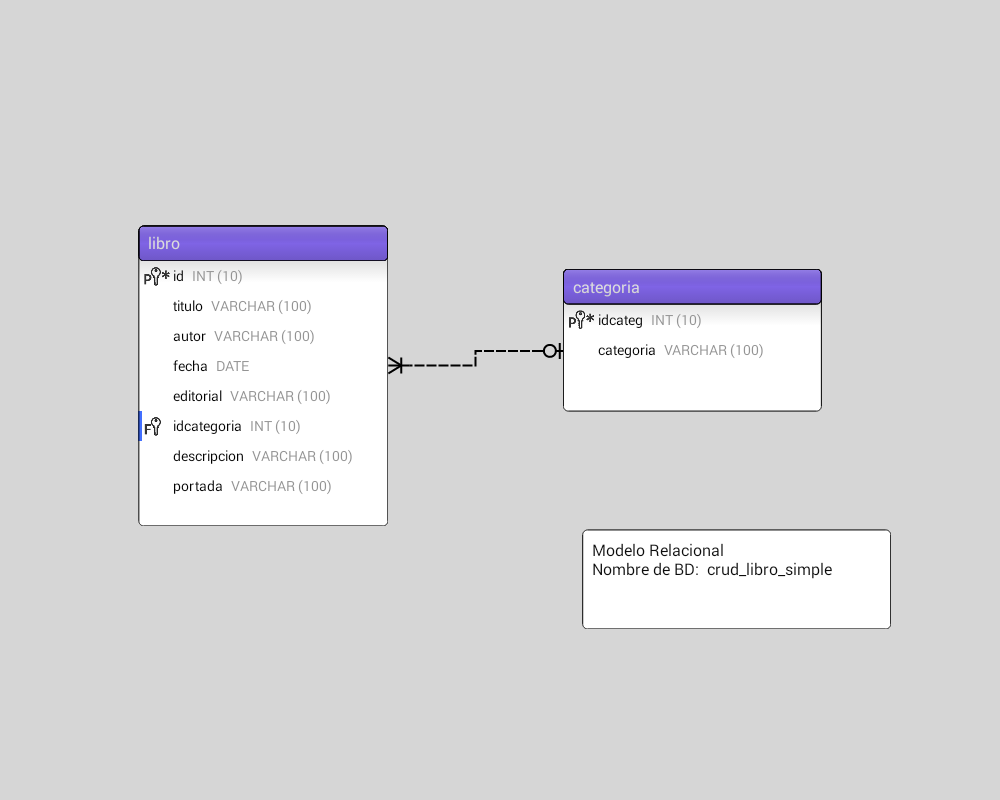 libro
P * id INT (10)
titulo VARCHAR (100)
autor VARCHAR (100)
fecha DATE
editorial VARCHAR (100)
F idcategoria INT (10)
descripcion VARCHAR (100)
portada VARCHAR (100)
categoria
P * idcateg INT (10)
categoria VARCHAR (100)
Modelo Relacional
Nombre de BD: crud_libro_simple